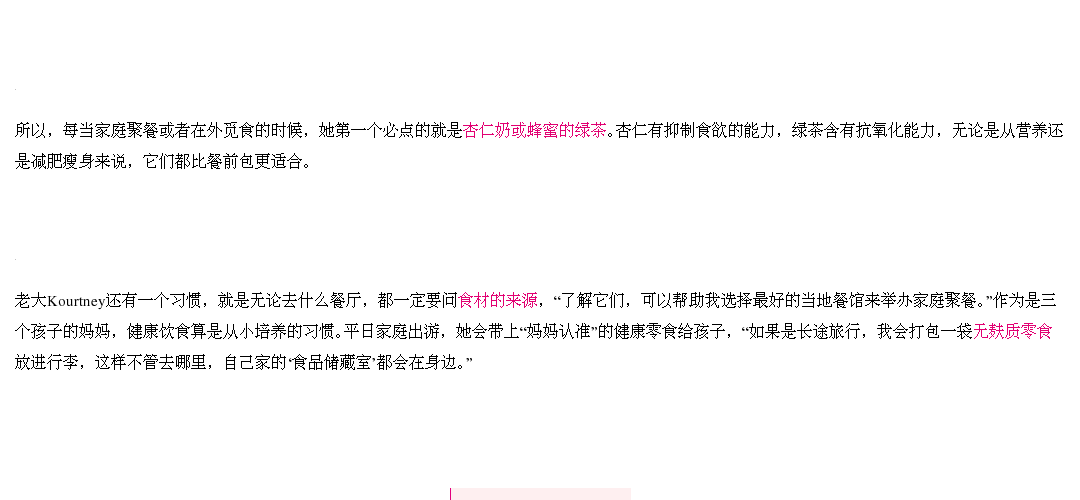 所以，每当家庭聚餐或者在外觅食的时候，她第一个必点的就是杏仁奶或蜂蜜的绿茶。杏仁有抑制食欲的能力，绿茶含有抗氧化能力，无论是从营养还
是减肥瘦身来说，它们都比餐前包更适合。
老大Kourtney还有一个习惯，就是无论去什么餐厅，都一定要问食材的来源，“了解它们，可以帮助我选择最好的当地餐馆来举办家庭聚餐。”作为是三
个孩子的妈妈，健康饮食算是从小培养的习惯。平日家庭出游，她会带上“妈妈认准”的健康零食给孩子，“如果是长途旅行，我会打包一袋无麸质零食
放进行李，这样不管去哪里，自己家的‘食品储藏室’都会在身边。”